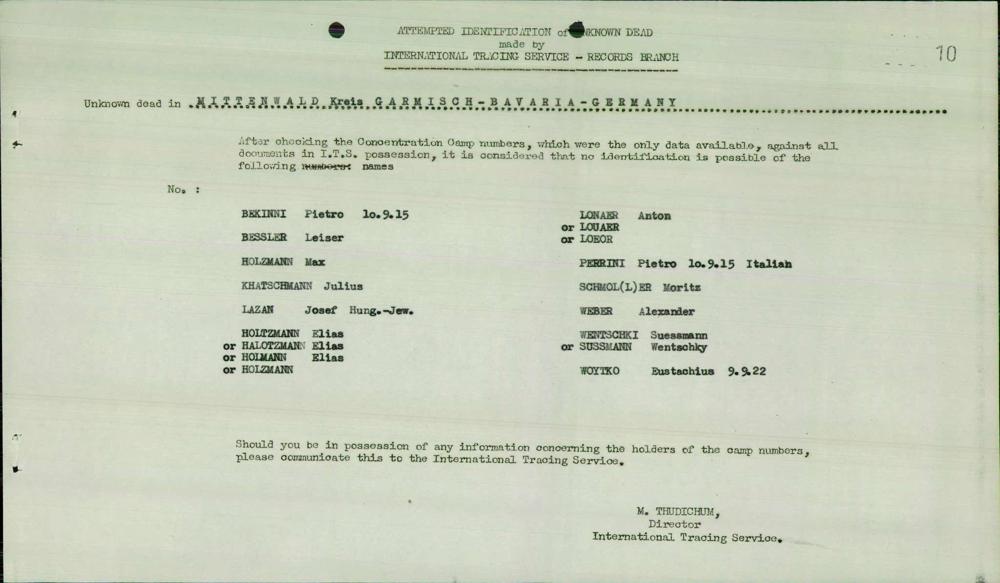 ATTEMPTED IDENTIFICATION of UNKNOWN DEAD
made by
INTERNATIONAL TRACING SERVICE - RECORDS BRANCH
10
Unknown dead in MITTENWALD Kreis GARMISCH-BAVARIA-GERMANY
After checking the Concentration Camp numbers, which were the only data available, against all
documents in I.T.S. possession, it is considered that no identification is possible of the
following numbers: names
No. :
BEKINNI Pietro 10.9.15
BESSLER Leiser
HOLZMANN Max
KHATSCHMANN Julius
LAZAN Josef Hung.-Jew.
HOLTZMANN Elias
or HALOTZMANN Elias
or HOLMANN Elias
or HOLZMANN
LONAER Anton
or LOUAER
or LOEOR
PERRINI Pietro 10.9.15 Italian
SCHMOL(L)ER Moritz
WEBER Alexander
WENTSCHKI Suessmann
or SUSSMANN Wentschky
WOYTKO Eustachius 9.9.22
Should you be in possession of any information concerning the holders of the camp numbers,
please communicate this to the International Tracing Service.
M. THUDICHUM,
Director
International Tracing Service.